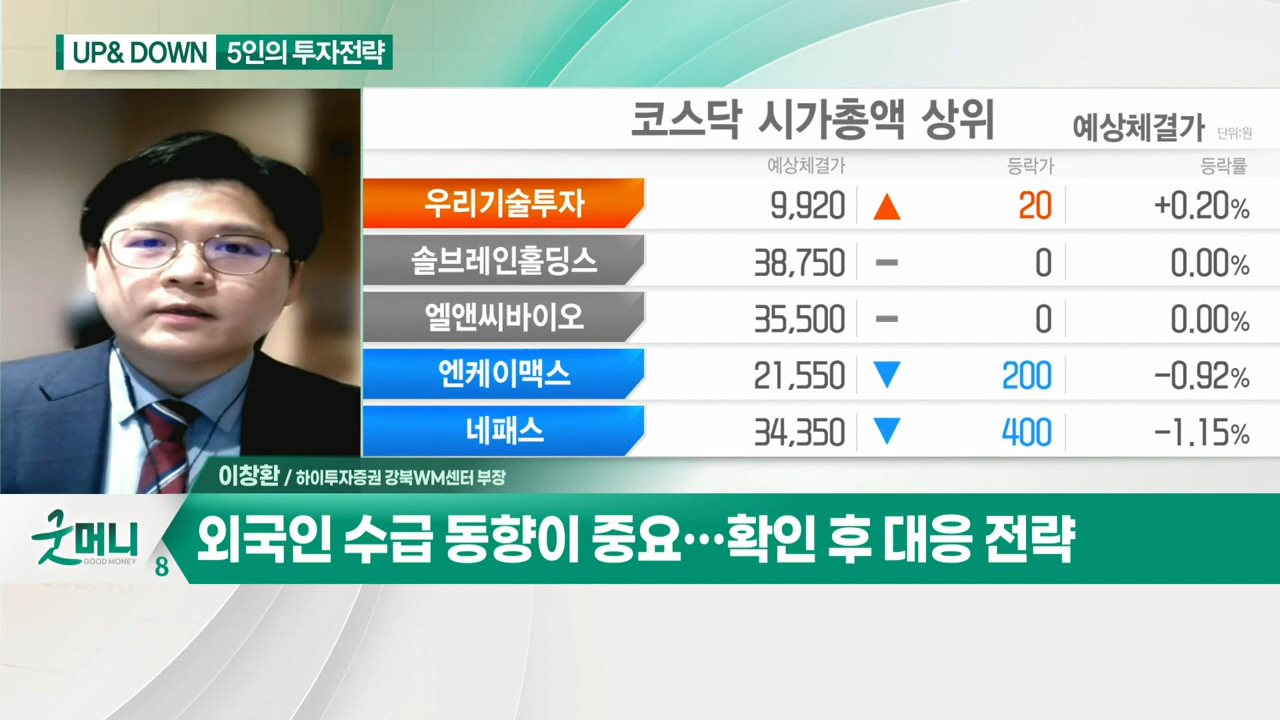 UP& DOWN 5인의 투자전략
코스닥 시가총액 상위 예상체결가 단위:원
예상체결가 등락가 등락률
우리기술투자 9,920 ▲ 20 +0.20%
솔브레인홀딩스 38,750 − 0 0.00%
엘앤씨바이오 35,500 − 0 0.00%
엔케이맥스 21,550 ▼ 200 −0.92%
네패스 34,350 ▼ 400 −1.15%
이창환 / 하이투자증권 강북WM센터 부장
굿머니
GOOD MONEY
8
외국인 수급 동향이 중요…확인 후 대응 전략